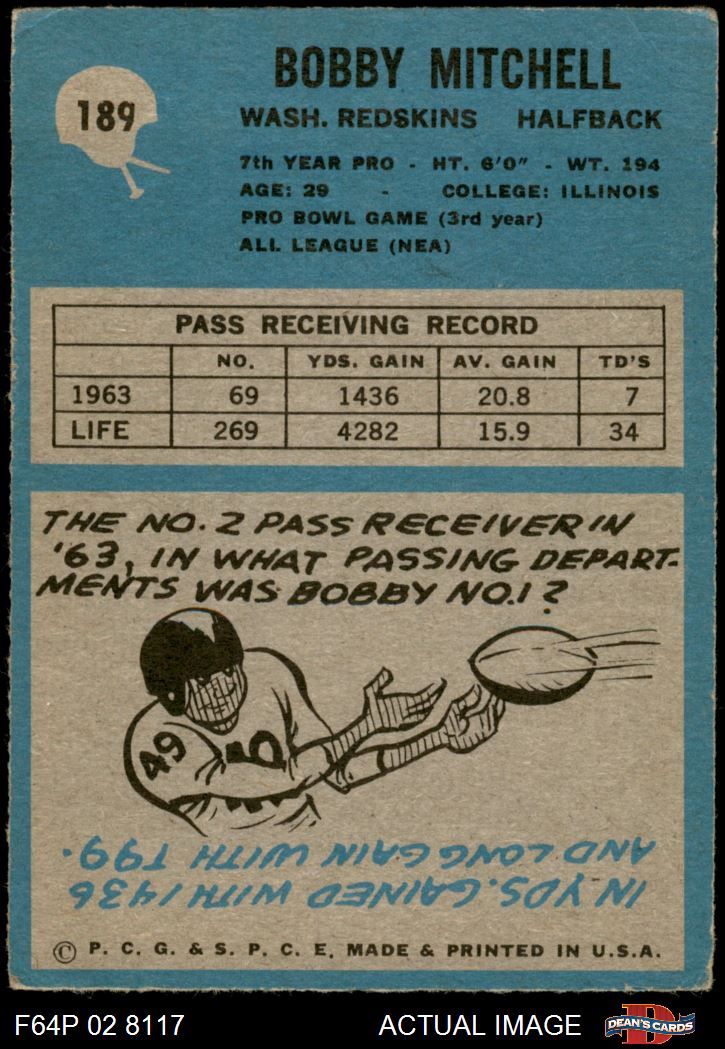 BOBBY MITCHELL
189
WASH. REDSKINS HALFBACK
7th YEAR PRO - HT. 6'0" - WT. 194
AGE: 29 - COLLEGE: ILLINOIS
PRO BOWL GAME (3rd year)
ALL LEAGUE (NEA)
PASS RECEIVING RECORD
NO. YDS. GAIN AV. GAIN TD'S
1963 69 1436 20.8 7
LIFE 269 4282 15.9 34
THE NO. 2 PASS RECEIVER IN
'63, IN WHAT PASSING DEPART-
MENTS WAS BOBBY NO.1?
49
IN YDS. GAINED WITH 1436
AND LONG GAIN WITH T99.
© P. C. G. & S. P. C. E. MADE & PRINTED IN U.S.A.
F64P 02 8117 ACTUAL IMAGE
D
DEAN'S CARDS